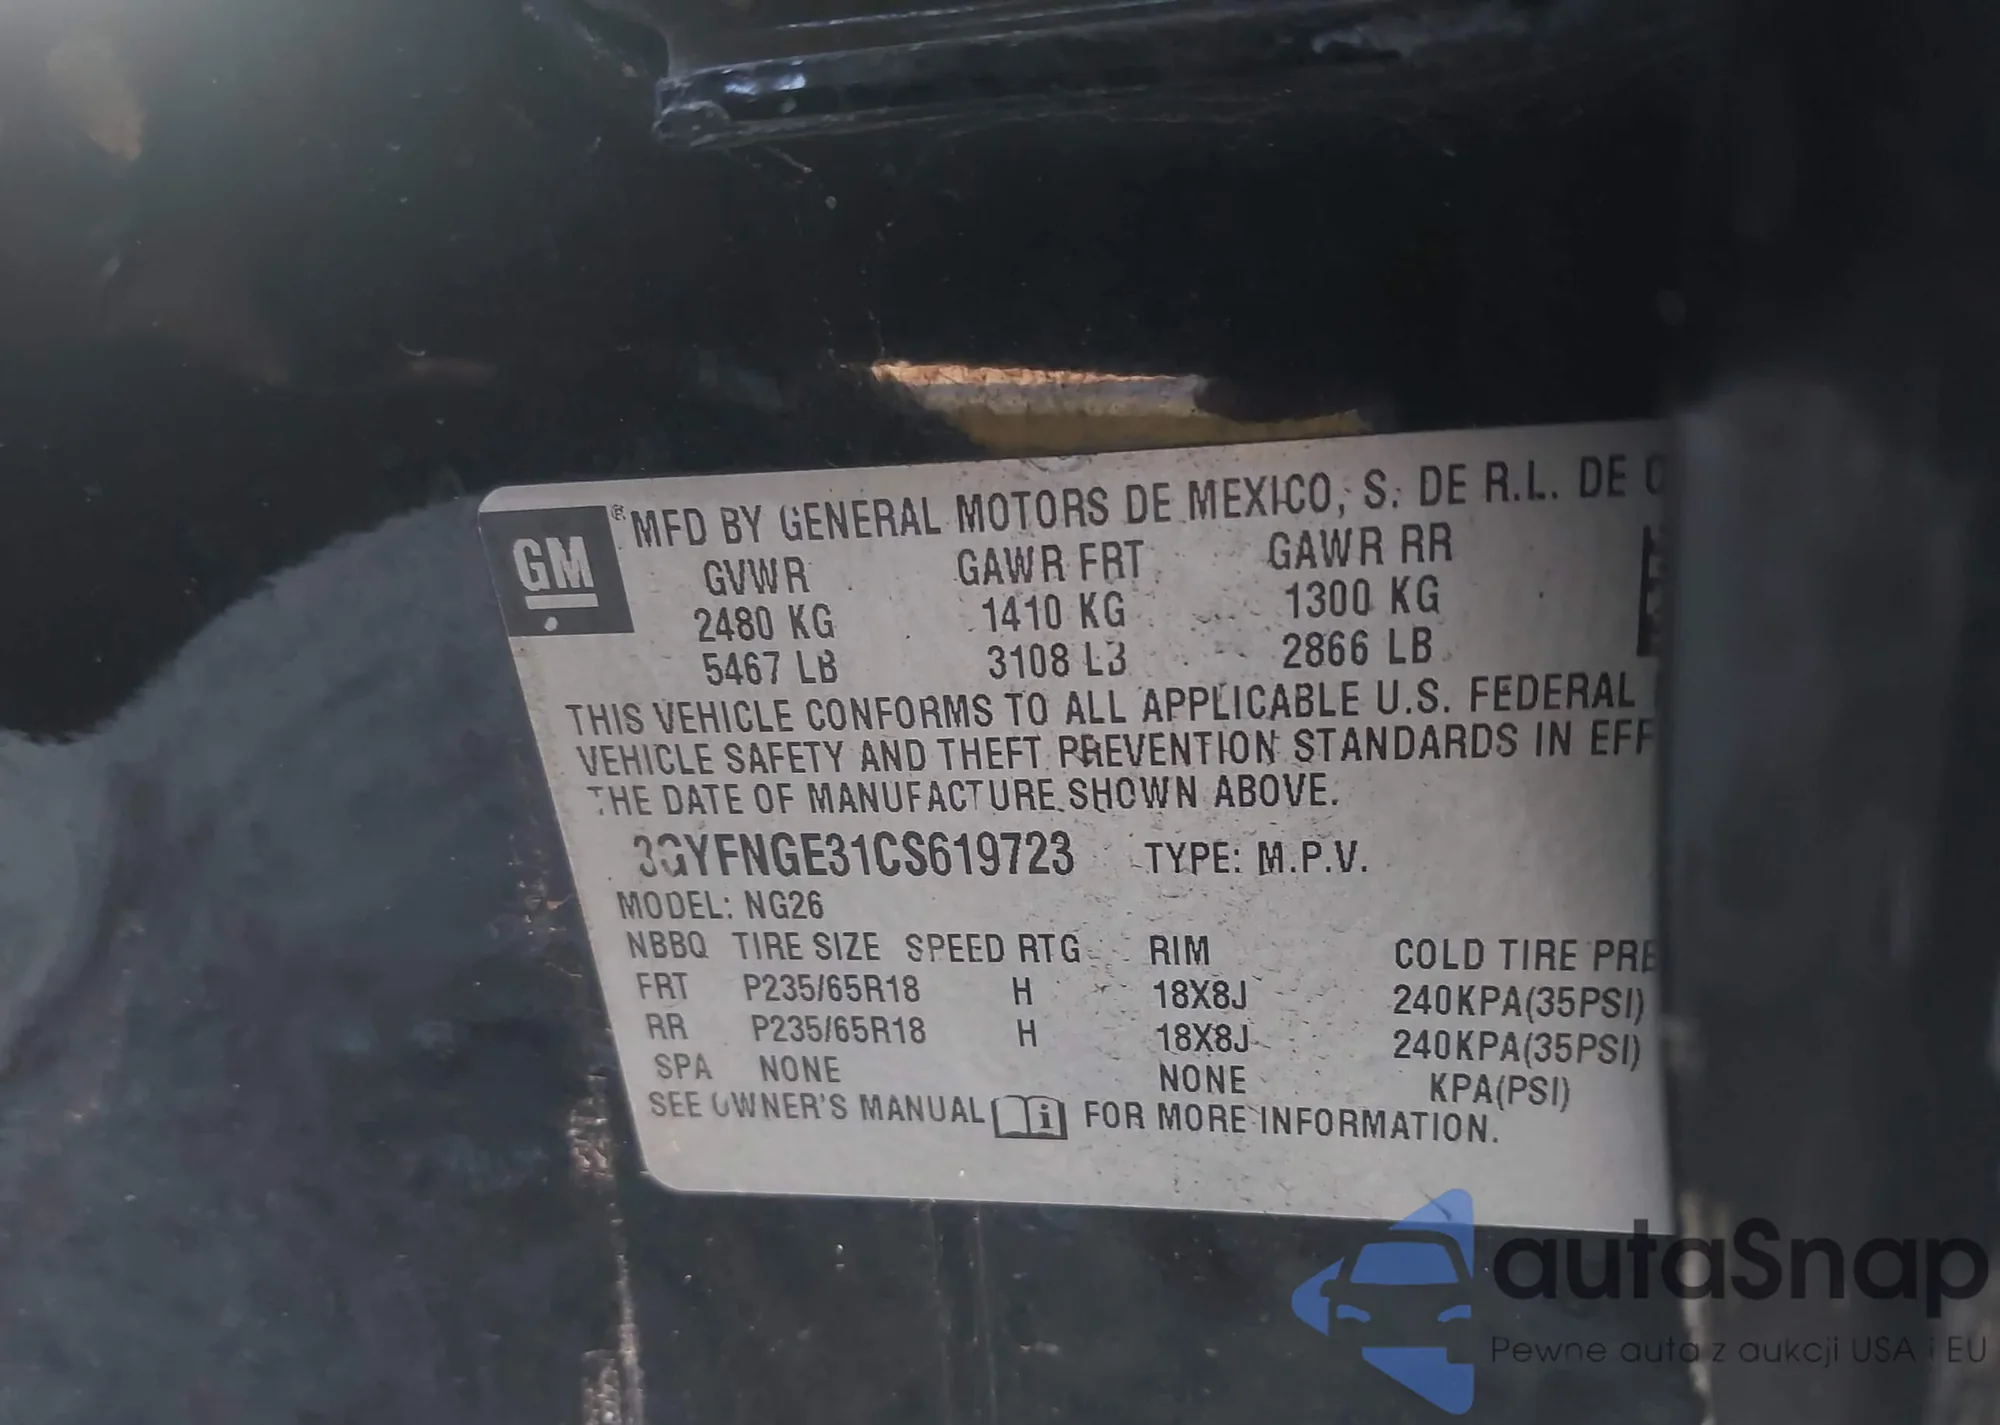 GM
® MFD BY GENERAL MOTORS DE MEXICO, S. DE R.L. DE C
GVWR GAWR FRT GAWR RR
2480 KG 1410 KG 1300 KG
5467 LB 3108 LB 2866 LB
THIS VEHICLE CONFORMS TO ALL APPLICABLE U.S. FEDERAL
VEHICLE SAFETY AND THEFT PREVENTION STANDARDS IN EFF
THE DATE OF MANUFACTURE SHOWN ABOVE.
3GYFNGE31CS619723 TYPE: M.P.V.
MODEL: NG26
NBBQ TIRE SIZE SPEED RTG RIM COLD TIRE PRE
FRT P235/65R18 H 18X8J 240KPA(35PSI)
RR P235/65R18 H 18X8J 240KPA(35PSI)
SPA NONE NONE KPA(PSI)
SEE OWNER'S MANUAL i FOR MORE INFORMATION.
autaSnap
Pewne auta z aukcji USA i EU